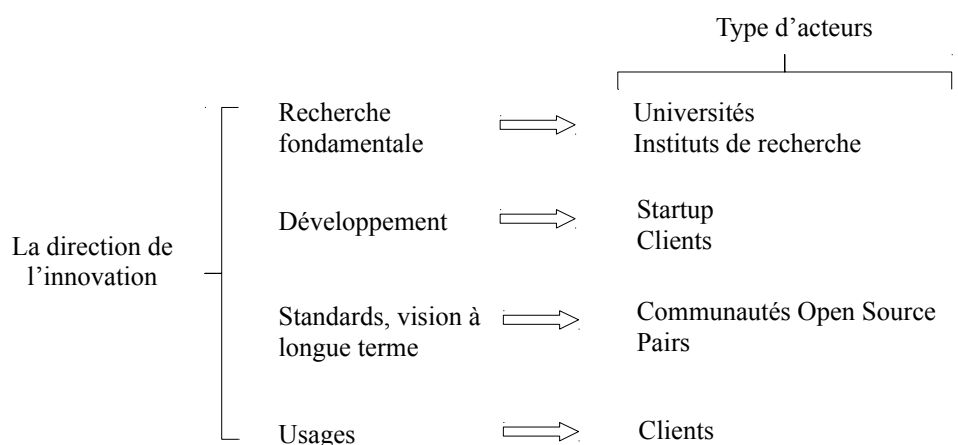 Type d’acteurs
Recherche
fondamentale
Universités
Instituts de recherche
Développement
Startup
Clients
La direction de
l’innovation
Standards, vision à
longue terme
Communautés Open Source
Pairs
Usages
Clients